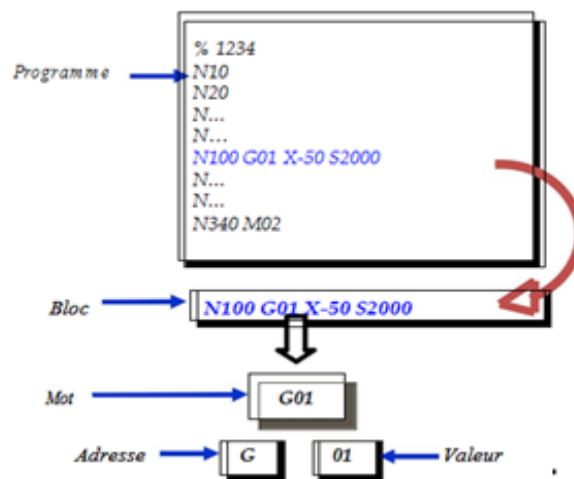 % 1234
Programme
N10
N20
N...
N...
N100 G01 X-50 S2000
N...
N...
N340 M02
Bloc
N100 G01 X-50 S2000
Mot
G01
Adresse
G
01
Valeur